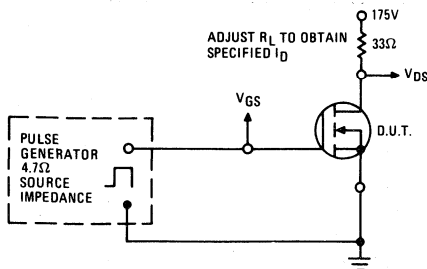 175V
ADJUST RL TO OBTAIN
SPECIFIED ID
33Ω
VDS
VGS
D.U.T.
PULSE
GENERATOR
4.7Ω
SOURCE
IMPEDANCE